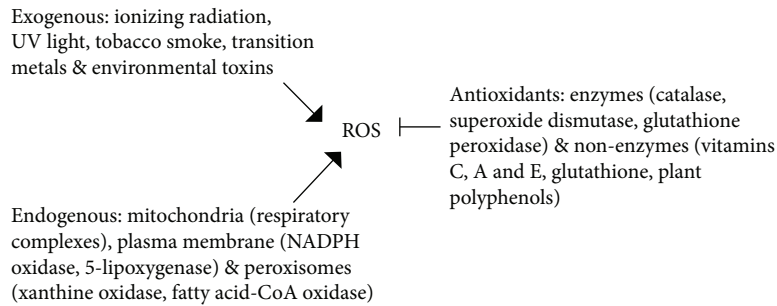 Exogenous: ionizing radiation,
UV light, tobacco smoke, transition
metals & environmental toxins
Antioxidants: enzymes (catalase,
superoxide dismutase, glutathione
peroxidase) & non-enzymes (vitamins
C, A and E, glutathione, plant
polyphenols)
ROS
Endogenous: mitochondria (respiratory
complexes), plasma membrane (NADPH
oxidase, 5-lipoxygenase) & peroxisomes
(xanthine oxidase, fatty acid-CoA oxidase)